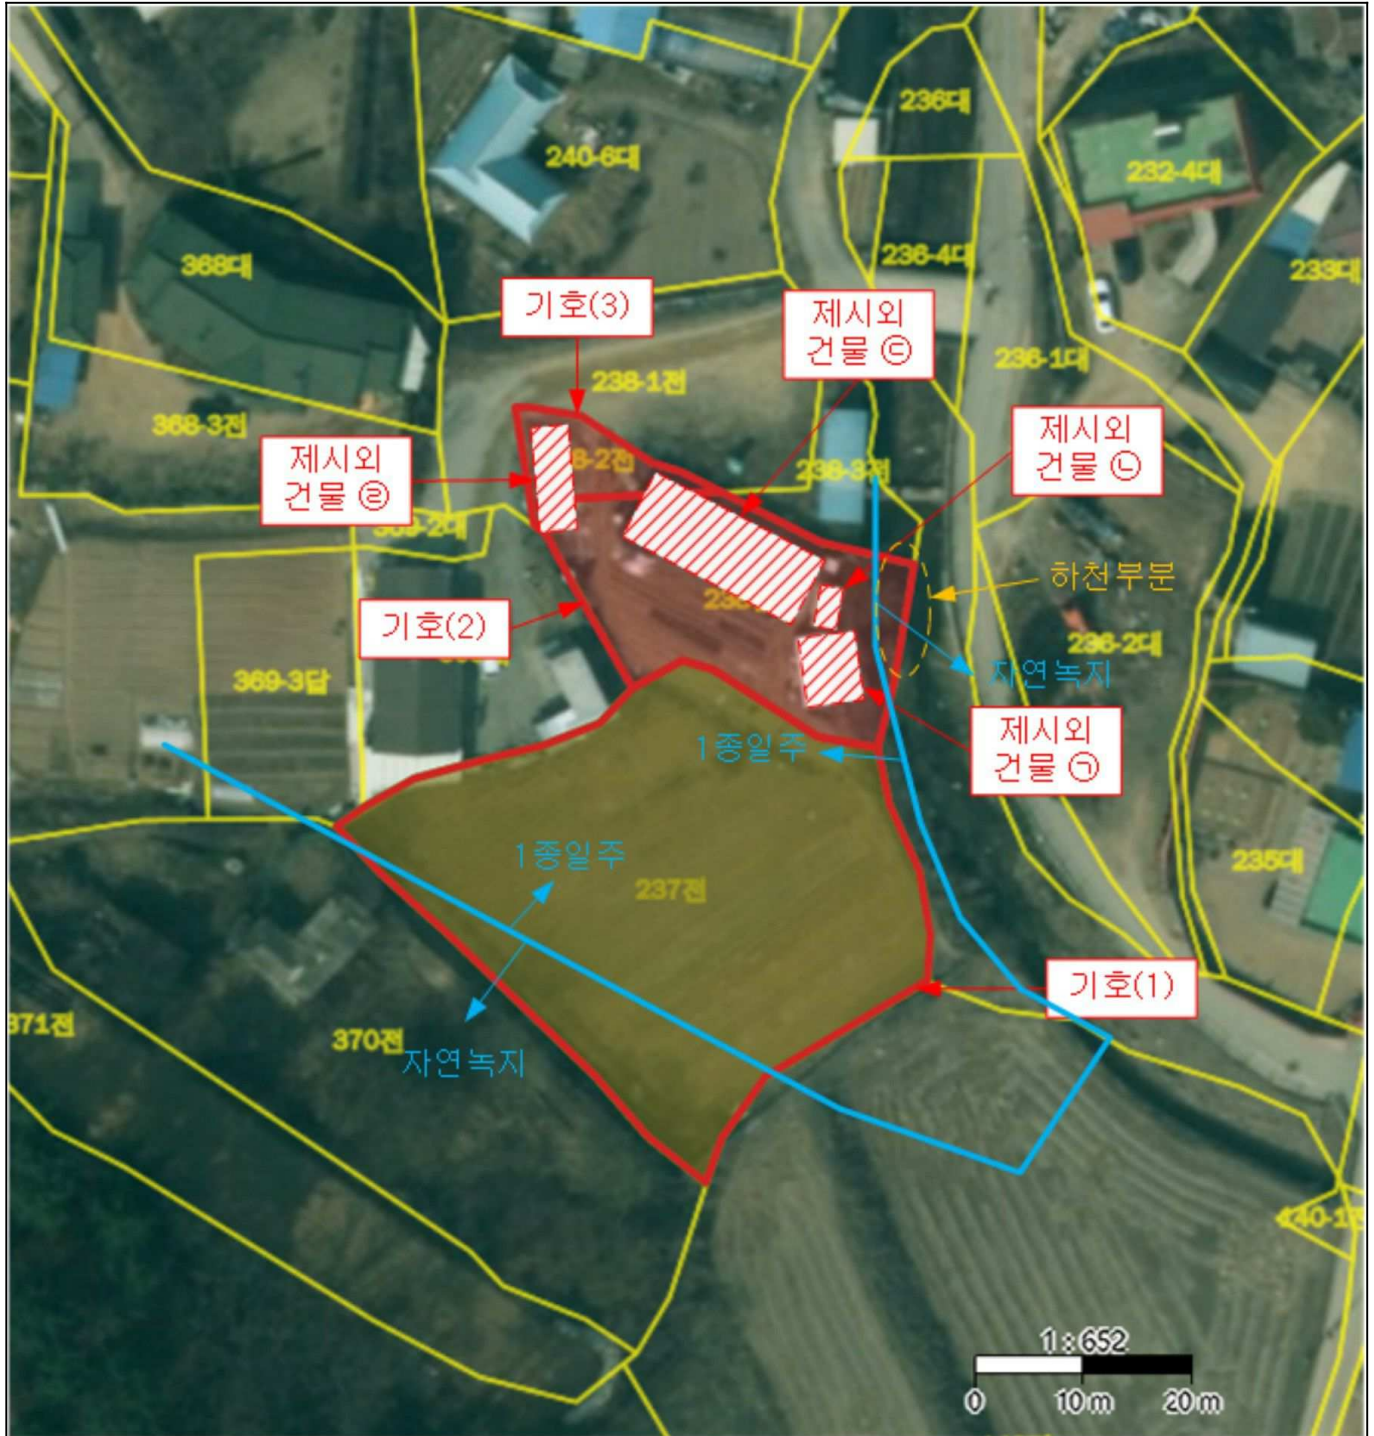 236대
240-6대
232-4대
236-4대
368대
233대
기호(3)
제시외
건물 ㉢
236-1대
238-1전
368-3전
제시외
건물 ㉣
제시외
건물 ㉡
238-3전
하천부분
기호(2)
236-2대
369-3답
자연녹지
제시외
건물 ㉠
1종일주
1종일주
237전
235대
기호(1)
371전
370전
자연녹지
1:652
0 10m 20m